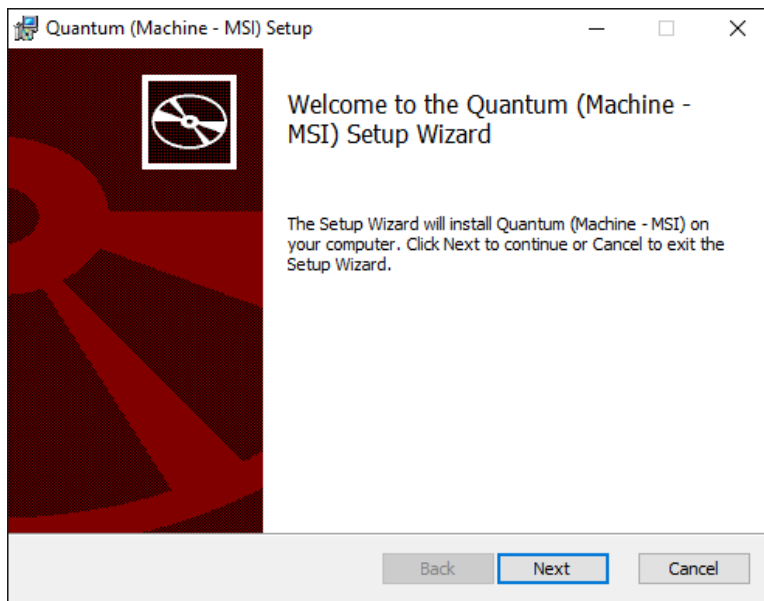 Quantum (Machine - MSI) Setup
Welcome to the Quantum (Machine -
MSI) Setup Wizard
The Setup Wizard will install Quantum (Machine - MSI) on
your computer. Click Next to continue or Cancel to exit the
Setup Wizard.
Back Next Cancel